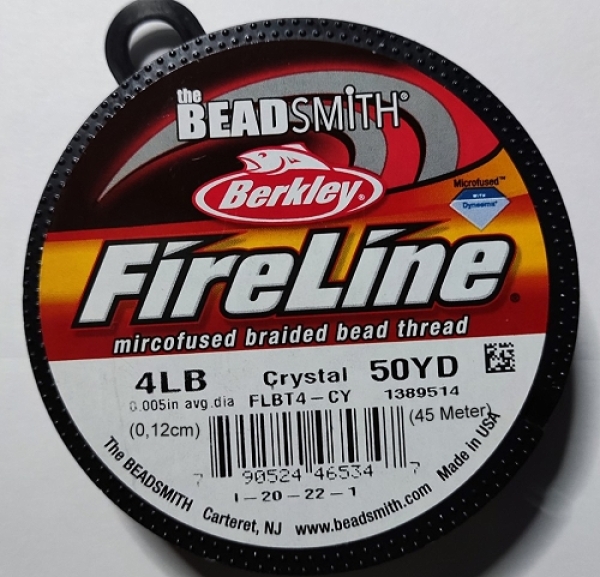 the
BEADSMITH®
Berkley®
Microfused™
WITH
Dyneema®
FireLine®
mircofused braided bead thread
4LB Crystal 50YD
0.005in avg.dia FLBT4-CY 1389514
(0,12cm) (45 Meter)
7 90524 46534 7
I-20-22-1
The BEADSMITH Carteret, NJ www.beadsmith.com Made in USA